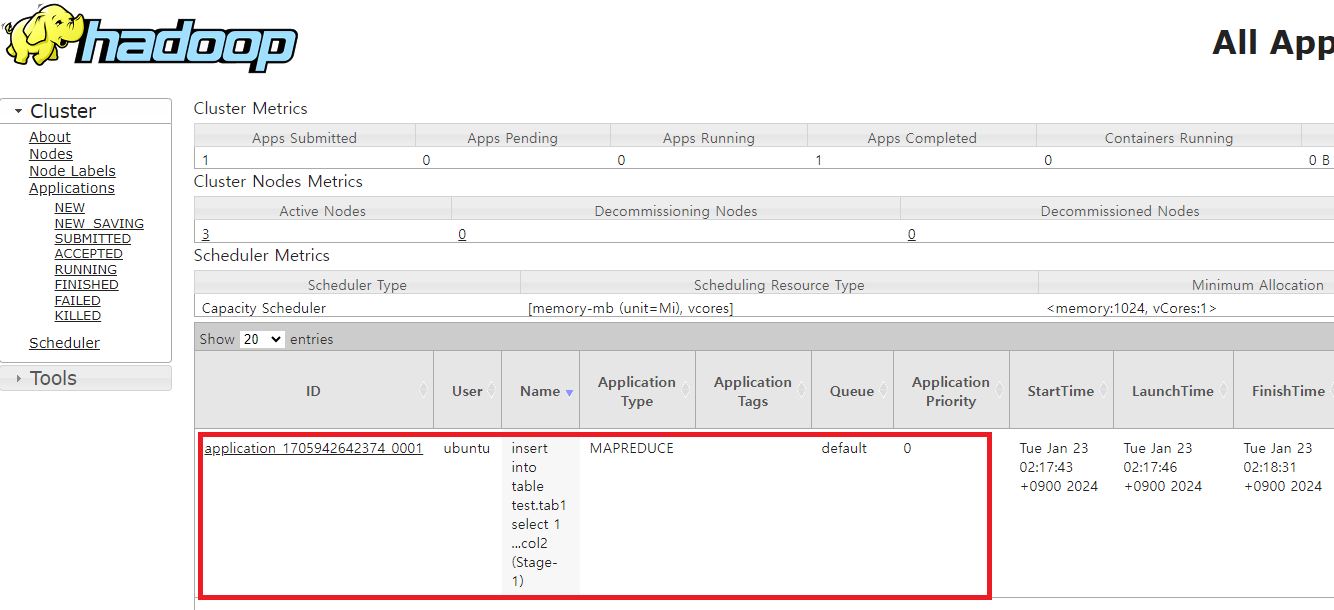 hadoop
All App
Cluster
About
Nodes
Node Labels
Applications
NEW
NEW_SAVING
SUBMITTED
ACCEPTED
RUNNING
FINISHED
FAILED
KILLED
Scheduler
Tools
Cluster Metrics
Apps Submitted Apps Pending Apps Running Apps Completed Containers Running
1 0 0 1 0 0 B
Cluster Nodes Metrics
Active Nodes Decommissioning Nodes Decommissioned Nodes
3 0 0
Scheduler Metrics
Scheduler Type Scheduling Resource Type Minimum Allocation
Capacity Scheduler [memory-mb (unit=Mi), vcores] <memory:1024, vCores:1>
Show 20 entries
ID User Name Application Type Application Tags Queue Application Priority StartTime LaunchTime FinishTime
application_1705942642374_0001 ubuntu insert MAPREDUCE default 0 Tue Jan 23 Tue Jan 23 Tue Jan 23
into 02:17:43 02:17:46 02:18:31
table +0900 2024 +0900 2024 +0900 2024
test.tab1
select 1
...col2
(Stage-
1)